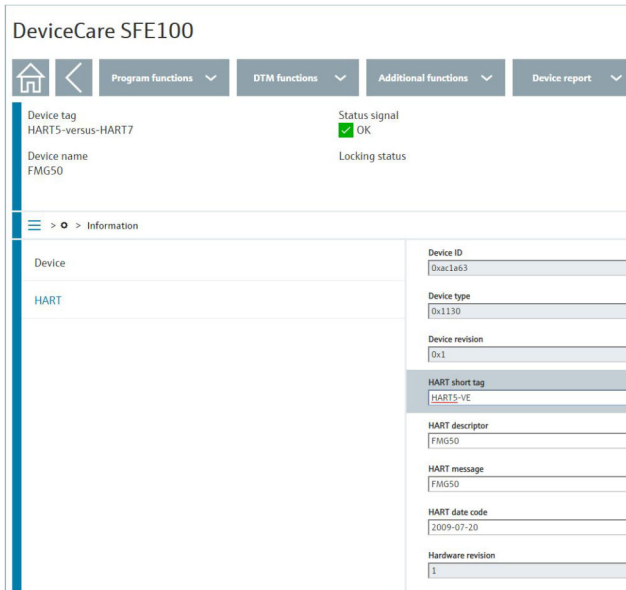 DeviceCare SFE100
Program functions
DTM functions
Additional functions
Device report
Device tag
HART5-versus-HART7
Status signal
OK
Device name
FMG50
Locking status
> > Information
Device
HART
Device ID
0xac1a63
Device type
0x1130
Device revision
0x1
HART short tag
HART5-VE
HART descriptor
FMG50
HART message
FMG50
HART date code
2009-07-20
Hardware revision
1